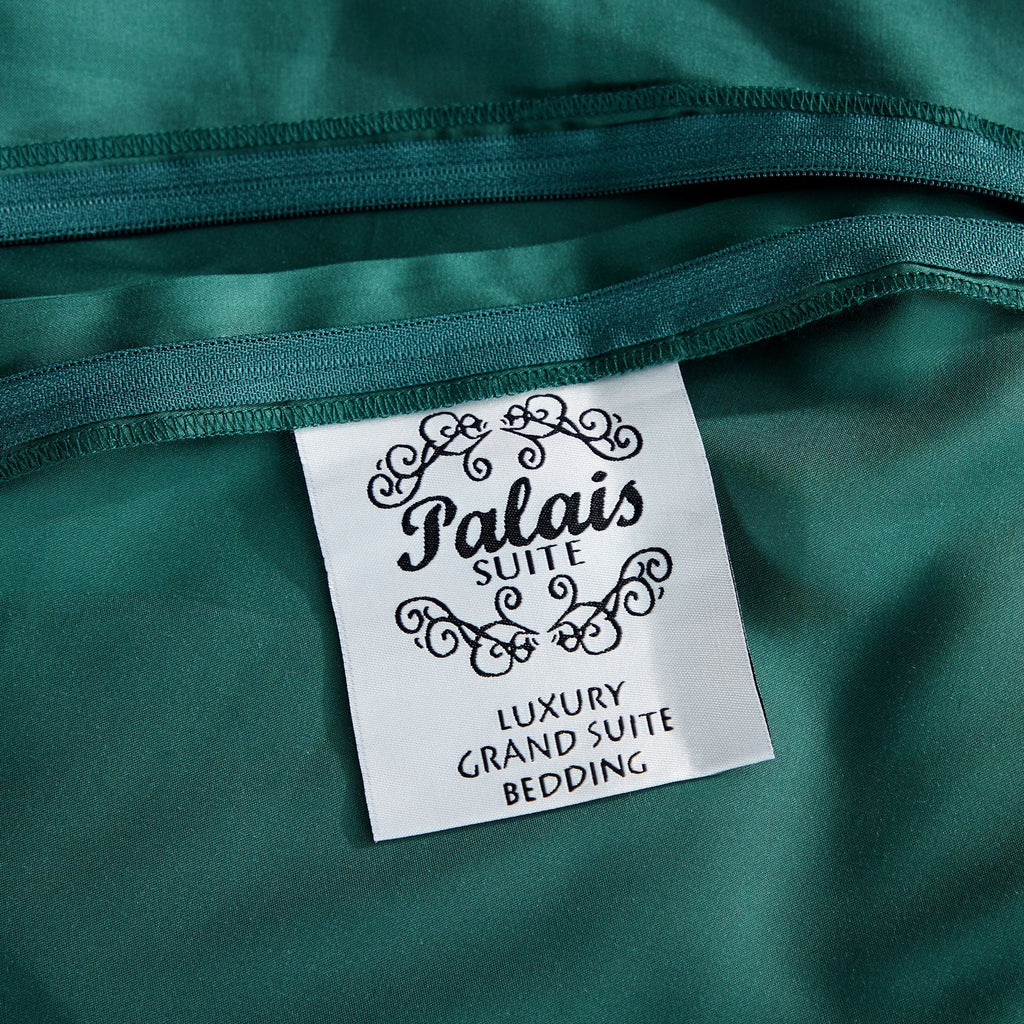 Palais
SUITE
LUXURY
GRAND SUITE
BEDDING